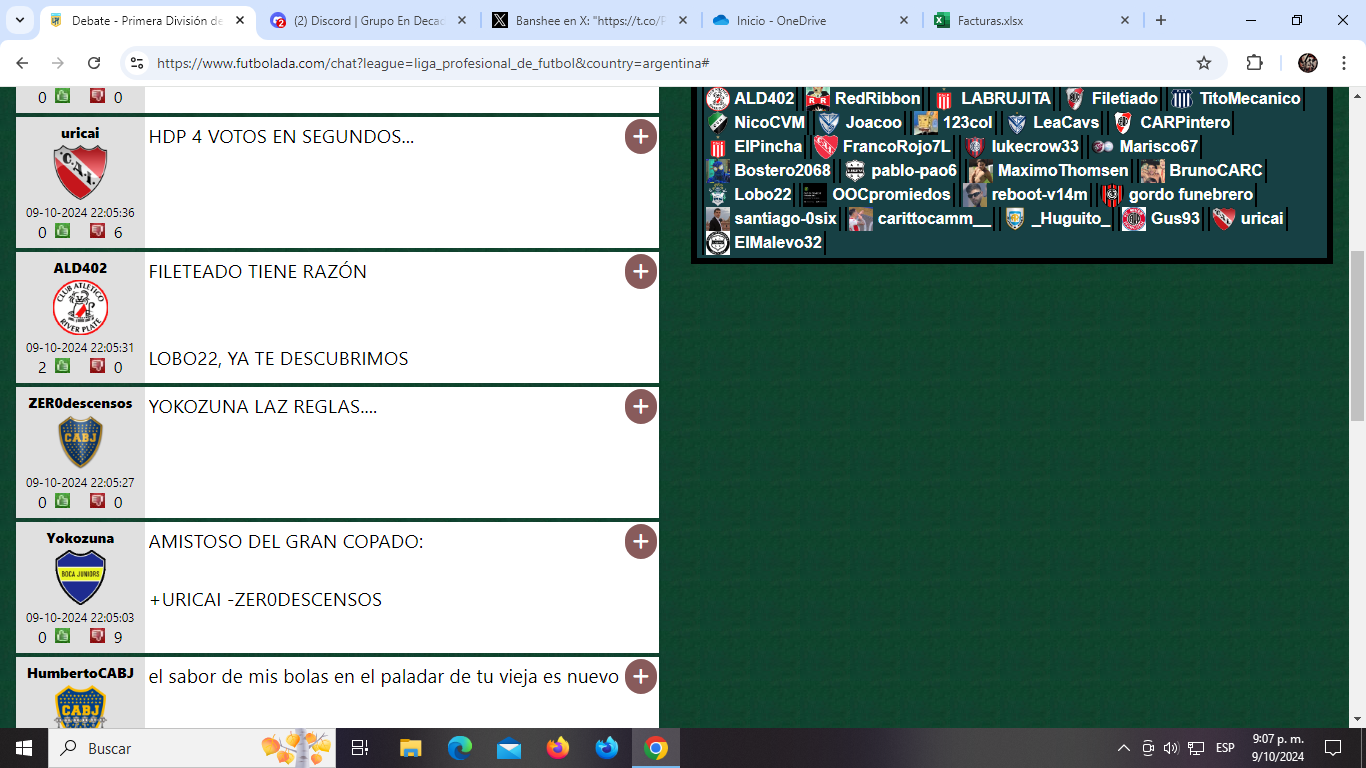 Debate - Primera División de
(2) Discord | Grupo En Decad
Banshee en X: "https://t.co/P
Inicio - OneDrive
Facturas.xlsx
https://www.futbolada.com/chat?league=liga_profesional_de_futbol&country=argentina#
0 0
uricai
HDP 4 VOTOS EN SEGUNDOS...
09-10-2024 22:05:36
0 6
ALD402
FILETEADO TIENE RAZÓN
LOBO22, YA TE DESCUBRIMOS
CLUB ATLETICO
RIVER PLATE
09-10-2024 22:05:31
2 0
ZER0descensos
YOKOZUNA LAZ REGLAS....
CABJ
09-10-2024 22:05:27
0 0
Yokozuna
AMISTOSO DEL GRAN COPADO:
+URICAI -ZER0DESCENSOS
BOCA JUNIORS
09-10-2024 22:05:03
0 9
HumbertoCABJ
el sabor de mis bolas en el paladar de tu vieja es nuevo
CABJ
ALD402 RedRibbon LABRUJITA Filetiado TitoMecanico
NicoCVM Joacoo 123col LeaCavs CARPintero
ElPincha FrancoRojo7L lukecrow33 Marisco67
Bostero2068 pablo-pao6 MaximoThomsen BrunoCARC
Lobo22 OOCpromiedos reboot-v14m gordo funebrero
santiago-0six carittocamm__ _Huguito_ Gus93 uricai
ElMalevo32
Buscar
ESP
9:07 p. m.
9/10/2024